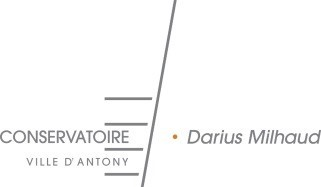 CONSERVATOIRE • Darius Milhaud
VILLE D'ANTONY